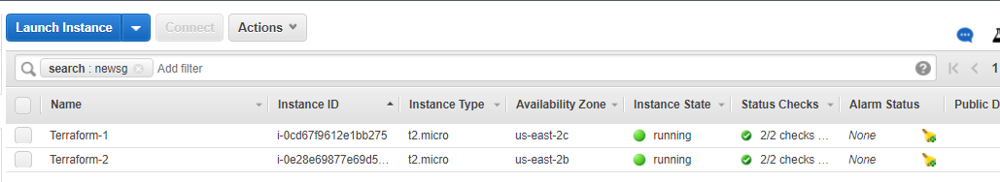 Launch Instance Connect Actions
search : newsg Add filter 1
Name Instance ID Instance Type Availability Zone Instance State Status Checks Alarm Status Public D
Terraform-1 i-0cd67f9612e1bb275 t2.micro us-east-2c running 2/2 checks ... None
Terraform-2 i-0e28e69877e69d5... t2.micro us-east-2b running 2/2 checks ... None